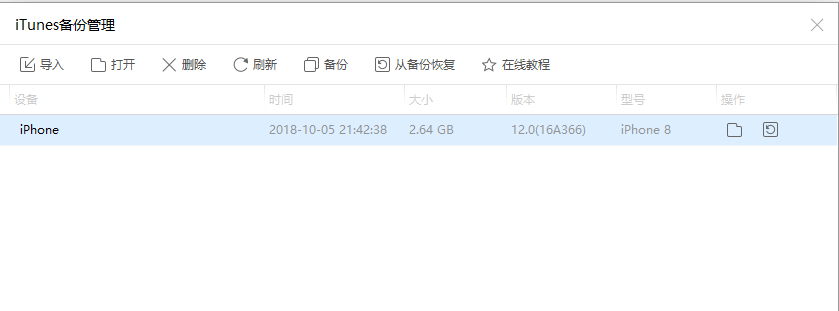 iTunes备份管理
导入 打开 删除 刷新 备份 从备份恢复 在线教程
设备 时间 大小 版本 型号 操作
iPhone 2018-10-05 21:42:38 2.64 GB 12.0(16A366) iPhone 8